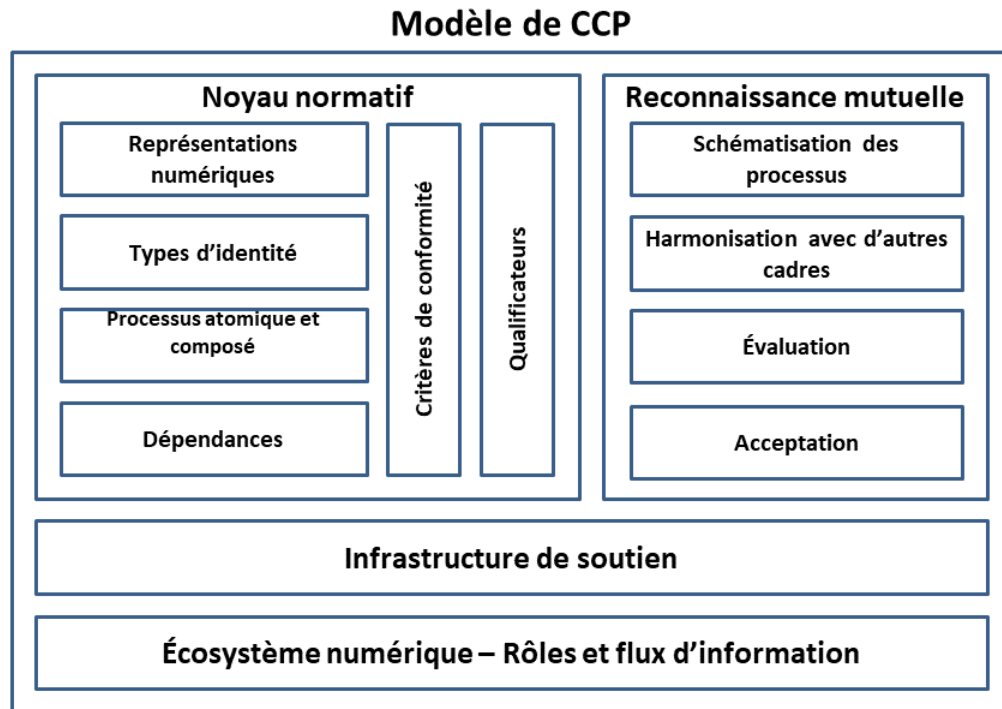 Modèle de CCP
Noyau normatif
Représentations
numériques
Types d’identité
Processus atomique et
composé
Dépendances
Critères de conformité
Qualificateurs
Reconnaissance mutuelle
Schématisation des
processus
Harmonisation avec d’autres
cadres
Évaluation
Acceptation
Infrastructure de soutien
Écosystème numérique – Rôles et flux d’information